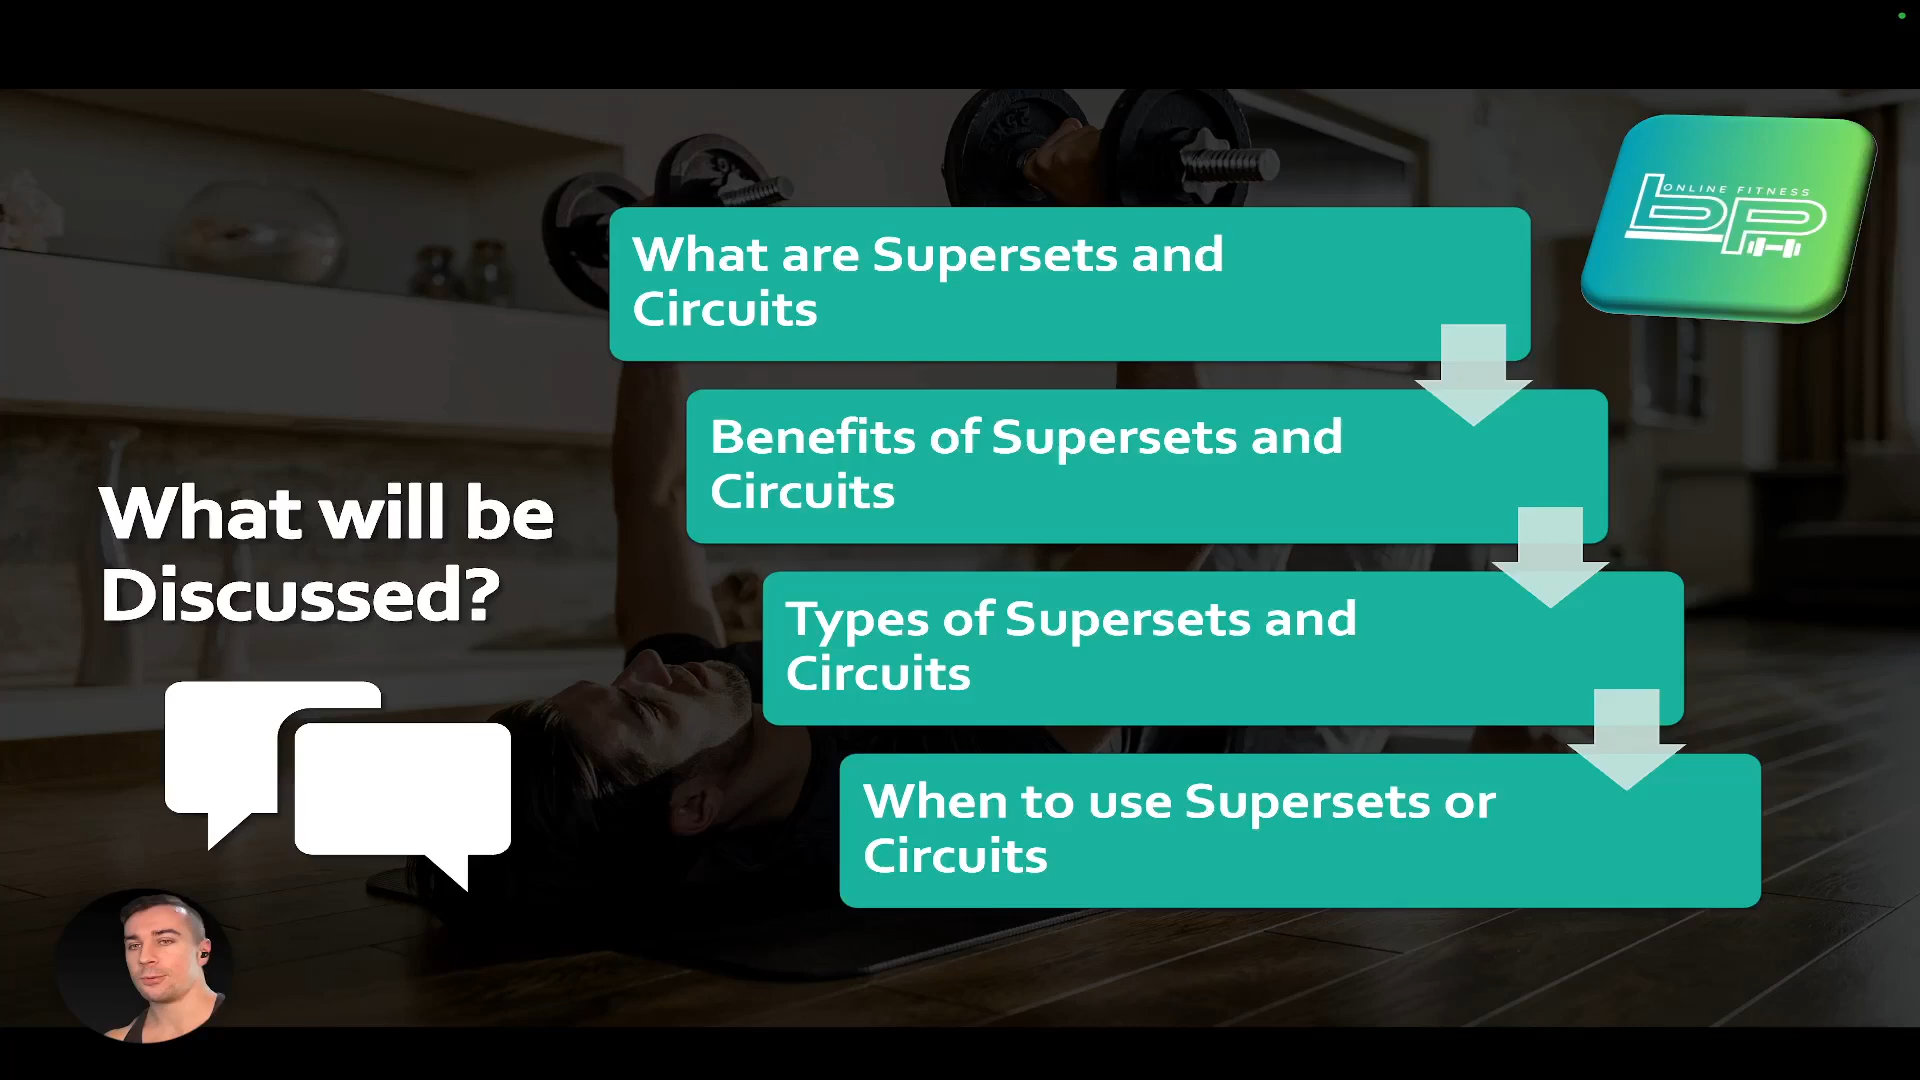 What will be
Discussed?
What are Supersets and
Circuits
Benefits of Supersets and
Circuits
Types of Supersets and
Circuits
When to use Supersets or
Circuits
ONLINE FITNESS
bP